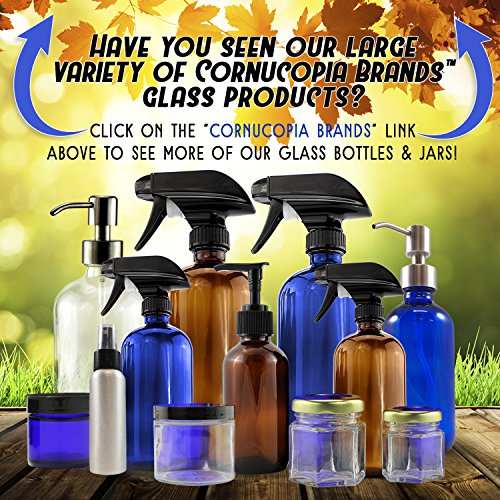 Have you seen our large
variety of Cornucopia Brands™
glass products?
Click on the "Cornucopia Brands" link
above to see more of our glass bottles & jars!